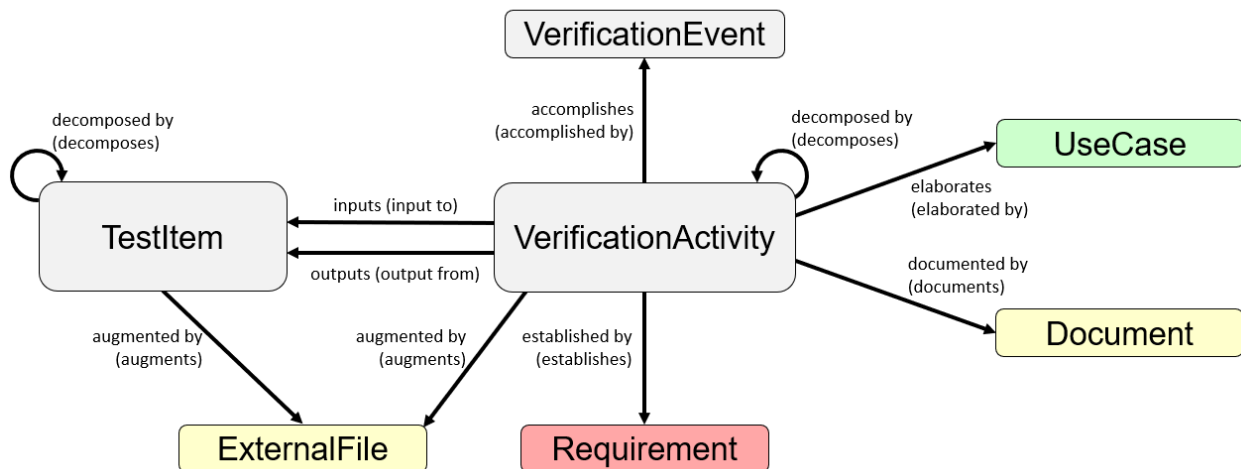 VerificationEvent
decomposed by
(decomposes)
accomplishes
(accomplished by)
decomposed by
(decomposes)
UseCase
elaborates
(elaborated by)
TestItem
inputs (input to)
outputs (output from)
VerificationActivity
documented by
(documents)
Document
augmented by
(augments)
augmented by
(augments)
established by
(establishes)
ExternalFile
Requirement